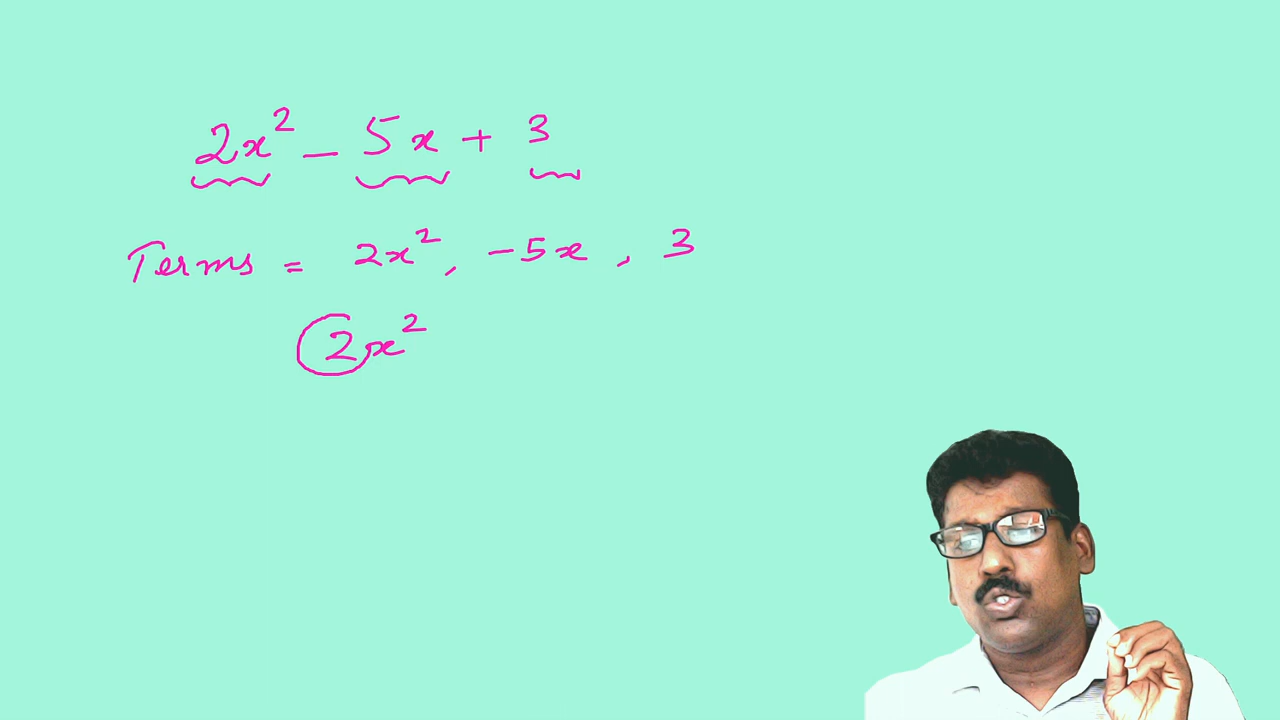 2x² - 5x + 3
Terms = 2x², -5x, 3
2x²